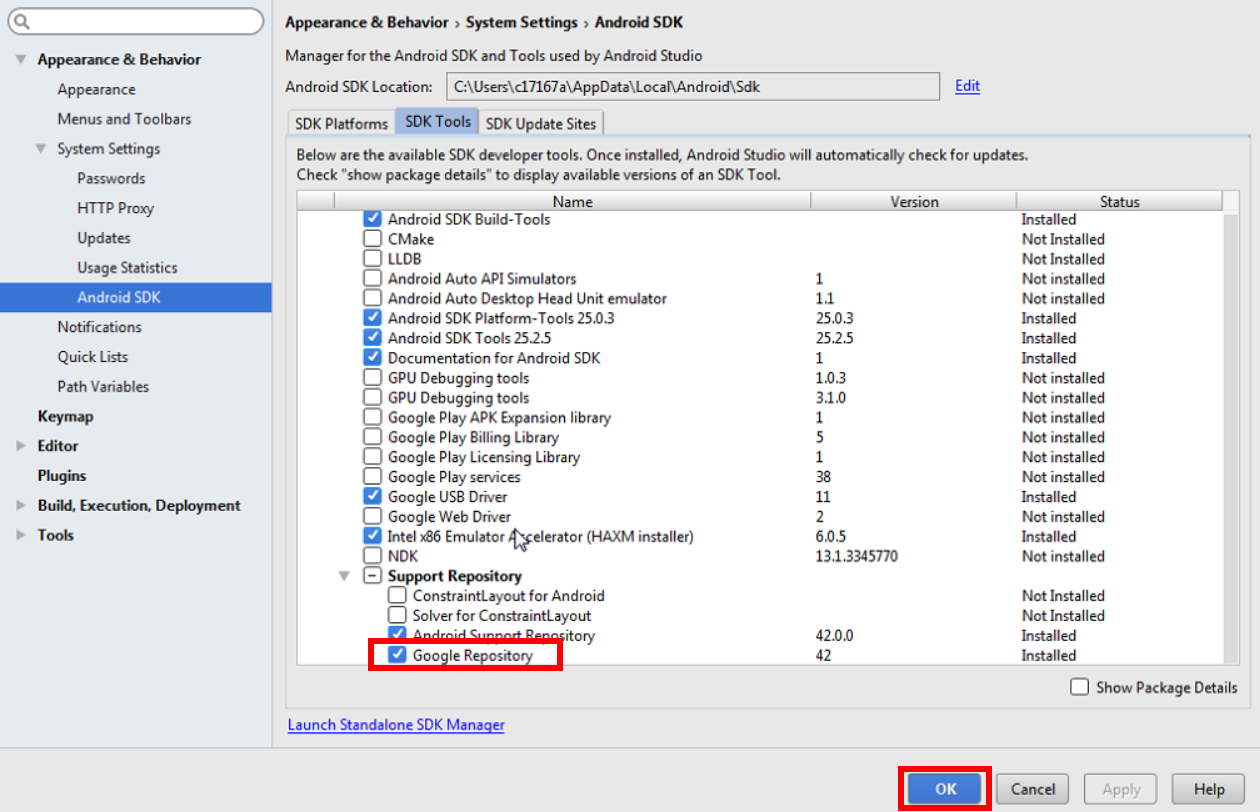 Appearance & Behavior › System Settings › Android SDK
Appearance & Behavior
Appearance
Menus and Toolbars
System Settings
Passwords
HTTP Proxy
Updates
Usage Statistics
Android SDK
Notifications
Quick Lists
Path Variables
Keymap
Editor
Plugins
Build, Execution, Deployment
Tools
Manager for the Android SDK and Tools used by Android Studio
Android SDK Location: C:\Users\c17167a\AppData\Local\Android\Sdk Edit
SDK Platforms SDK Tools SDK Update Sites
Below are the available SDK developer tools. Once installed, Android Studio will automatically check for updates.
Check "show package details" to display available versions of an SDK Tool.
Name Version Status
Android SDK Build-Tools Installed
CMake Not Installed
LLDB Not Installed
Android Auto API Simulators 1 Not installed
Android Auto Desktop Head Unit emulator 1.1 Not installed
Android SDK Platform-Tools 25.0.3 25.0.3 Installed
Android SDK Tools 25.2.5 25.2.5 Installed
Documentation for Android SDK 1 Installed
GPU Debugging tools 1.0.3 Not installed
GPU Debugging tools 3.1.0 Not installed
Google Play APK Expansion library 1 Not installed
Google Play Billing Library 5 Not installed
Google Play Licensing Library 1 Not installed
Google Play services 38 Not installed
Google USB Driver 11 Installed
Google Web Driver 2 Not installed
Intel x86 Emulator Accelerator (HAXM installer) 6.0.5 Installed
NDK 13.1.3345770 Not installed
Support Repository
ConstraintLayout for Android Not Installed
Solver for ConstraintLayout Not Installed
Android Support Repository 42.0.0 Installed
Google Repository 42 Installed
Show Package Details
Launch Standalone SDK Manager
OK Cancel Apply Help